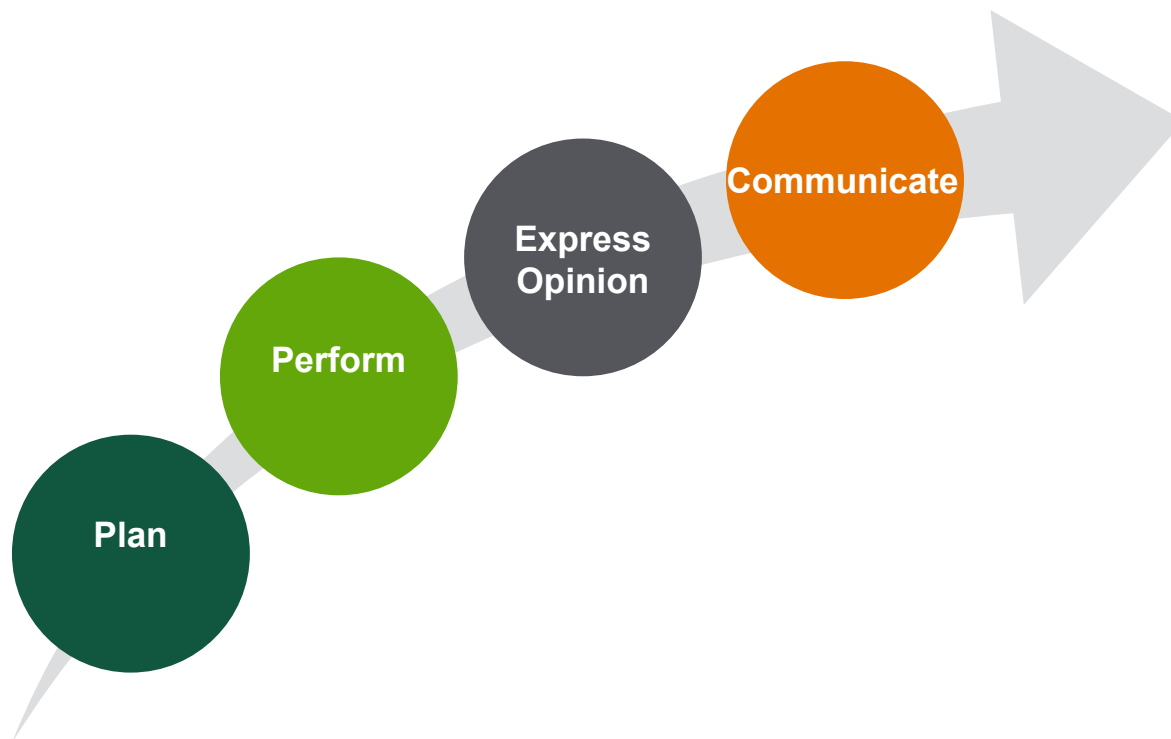 Plan
Perform
Express
Opinion
Communicate